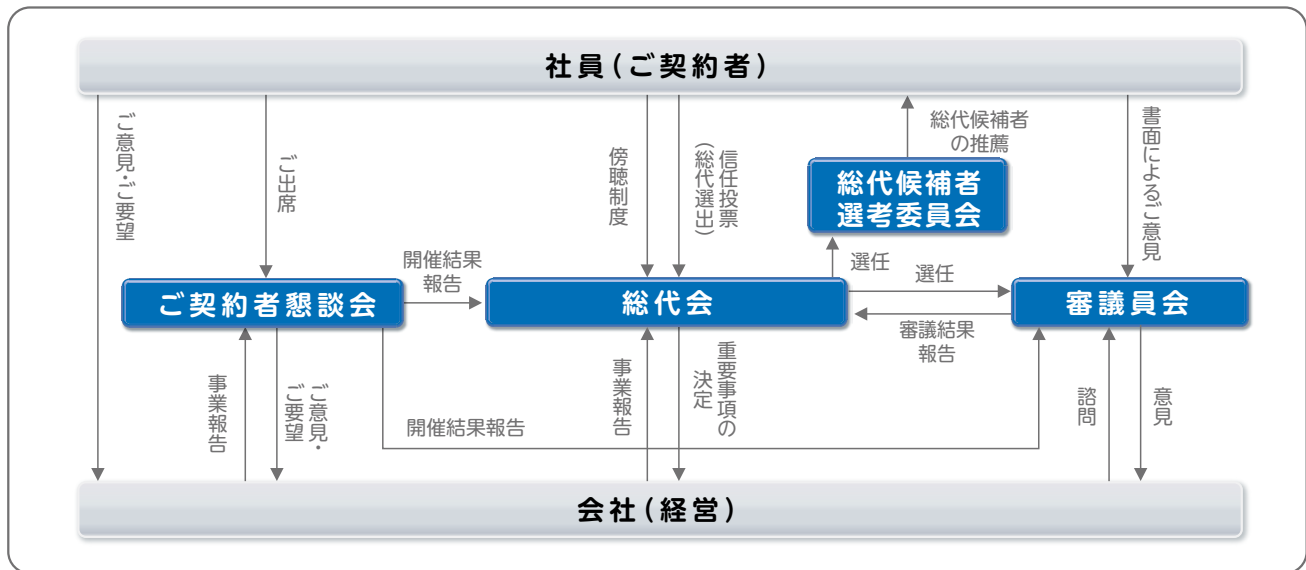 社員（ご契約者）
ご意見・ご要望
ご出席
傍聴制度
信任投票
（総代選出）
総代候補者
の推薦
書面によるご意見
総代候補者
選考委員会
開催結果
報告
選任
選任
ご契約者懇談会
総代会
審議員会
審議結果
報告
事業報告
ご意見・
ご要望
開催結果報告
事業報告
重要事項の
決定
諮問
意見
会社（経営）